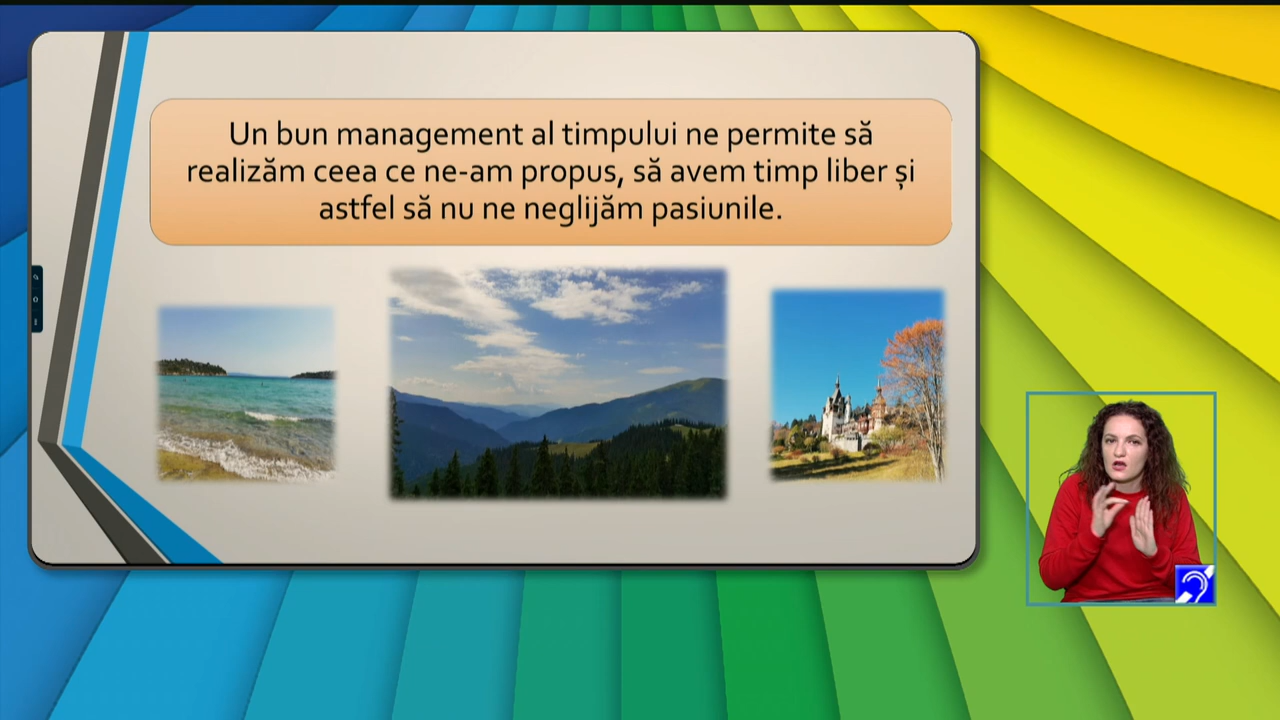 Un bun management al timpului ne permite să
realizăm ceea ce ne-am propus, să avem timp liber și
astfel să nu ne neglijăm pasiunile.